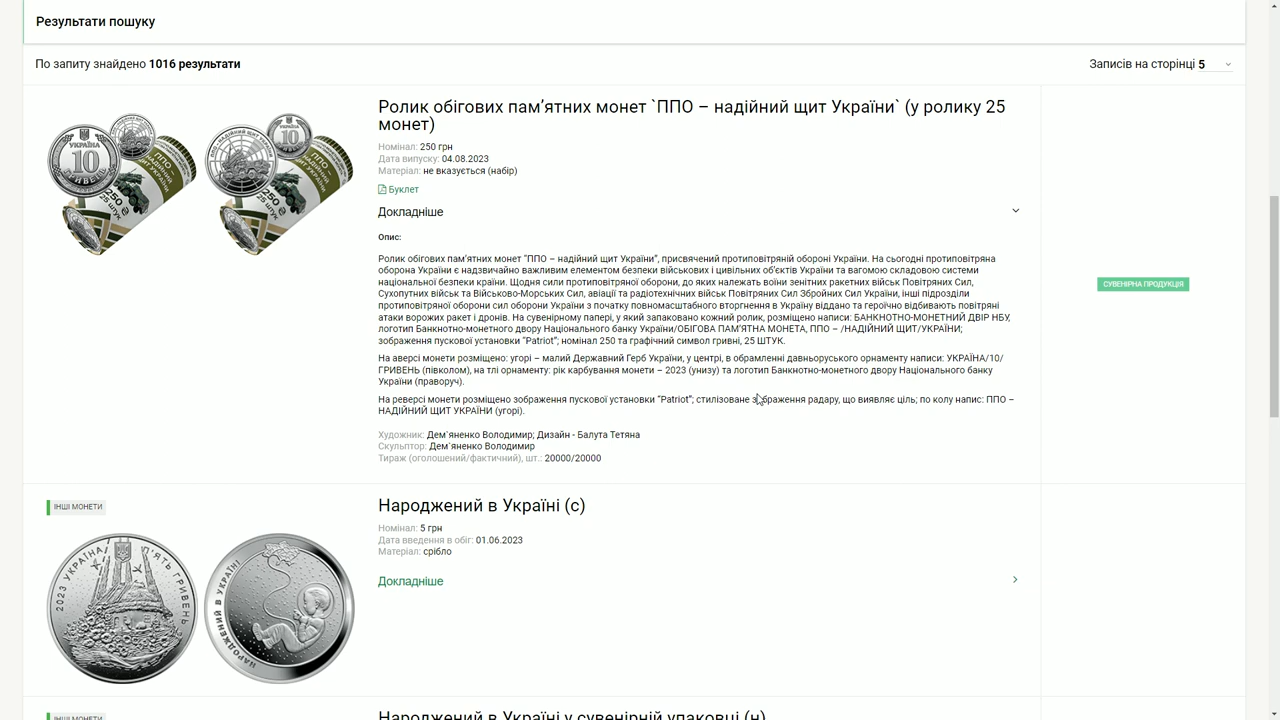 Результати пошуку
По запиту знайдено 1016 результати
Записів на сторінці 5
Ролик обігових пам’ятних монет `ППО – надійний щит України` (у ролику 25
монет)
Номінал: 250 грн
Дата випуску: 04.08.2023
Матеріал: не вказується (набір)
Буклет
Докладніше
Опис:
Ролик обігових пам’ятних монет “ППО – надійний щит України”, присвячений протиповітряній обороні України. На сьогодні протиповітряна
оборона України є надзвичайно важливим елементом безпеки військових і цивільних об’єктів України та вагомою складовою системи
національної безпеки країни. Щодня сили протиповітряної оборони, до яких належать воїни зенітних ракетних військ Повітряних Сил,
Сухопутних військ та Військово-Морських Сил, авіації та радіотехнічних військ Повітряних Сил Збройних Сил України, інші підрозділи
протиповітряної оборони сил оборони України з початку повномасштабного вторгнення в Україну віддано та героїчно відбивають повітряні
атаки ворожих ракет і дронів. На сувенірному папері, у який запаковано кожний ролик, розміщено написи: БАНКНОТНО-МОНЕТНИЙ ДВІР НБУ,
логотип Банкнотно-монетного двору Національного банку України/ОБІГОВА ПАМ’ЯТНА МОНЕТА, ППО – /НАДІЙНИЙ ЩИТ/УКРАЇНИ;
зображення пускової установки “Patriot”; номінал 250 та графічний символ гривні, 25 ШТУК.
На аверсі монети розміщено: угорі – малий Державний Герб України, у центрі, в обрамленні давньоруського орнаменту написи: УКРАЇНА/10/
ГРИВЕНЬ (півколом), на тлі орнаменту: рік карбування монети – 2023 (унизу) та логотип Банкнотно-монетного двору Національного банку
України (праворуч).
На реверсі монети розміщено зображення пускової установки “Patriot”; стилізоване зображення радару, що виявляє ціль; по колу напис: ППО –
НАДІЙНИЙ ЩИТ УКРАЇНИ (угорі).
Художник: Дем`яненко Володимир; Дизайн - Балута Тетяна
Скульптор: Дем`яненко Володимир
Тираж (оголошений/фактичний), шт.: 20000/20000
СУВЕНІРНА ПРОДУКЦІЯ
ІНШІ МОНЕТИ
2023 УКРАЇНА П'ЯТЬ ГРИВЕНЬ
НАРОДЖЕНИЙ В УКРАЇНІ
Народжений в Україні (с)
Номінал: 5 грн
Дата введення в обіг: 01.06.2023
Матеріал: срібло
Докладніше
ІНШІ МОНЕТИ
Народжений в Україні у сувенірній упаковці (н)